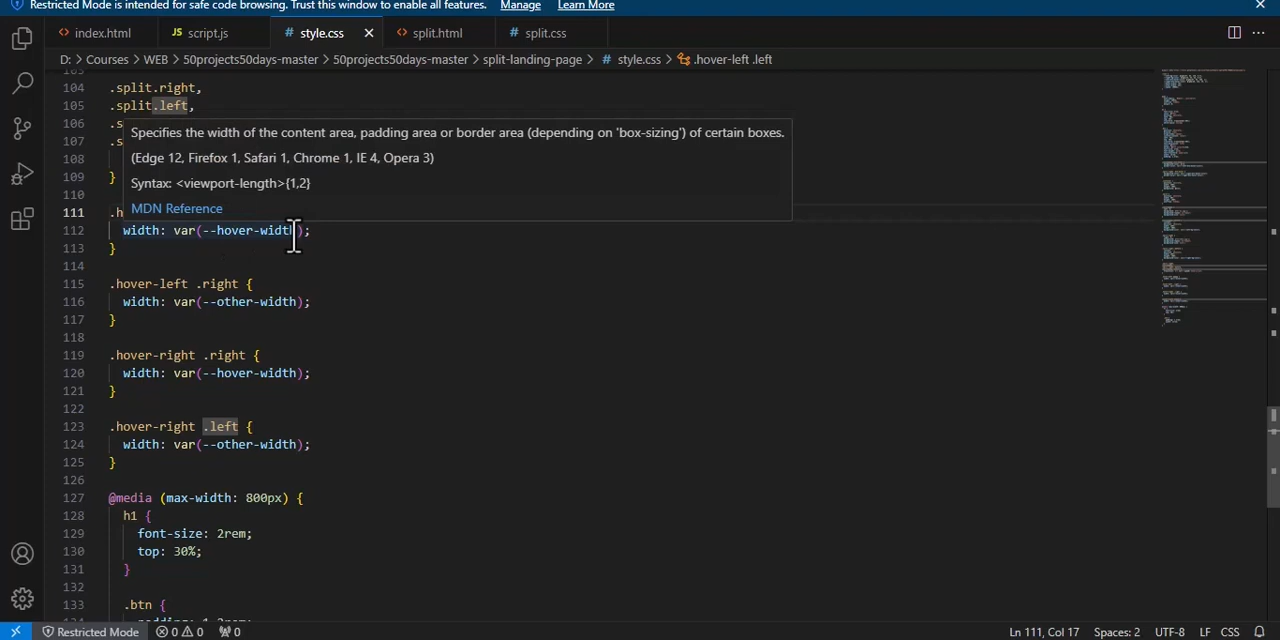 Restricted Mode is intended for safe code browsing. Trust this window to enable all features. Manage Learn More
index.html
JS script.js
# style.css
<> split.html
# split.css
D: > Courses > WEB > 50projects50days-master > 50projects50days-master > split-landing-page > # style.css > .hover-left .left
104 .split.right,
105 .split.left,
106 .s
107 .s
108
109 }
110
Specifies the width of the content area, padding area or border area (depending on 'box-sizing') of certain boxes.
(Edge 12, Firefox 1, Safari 1, Chrome 1, IE 4, Opera 3)
Syntax: <viewport-length>{1,2}
MDN Reference
111 .h
112 width: var(--hover-width);
113 }
114
115 .hover-left .right {
116 width: var(--other-width);
117 }
118
119 .hover-right .right {
120 width: var(--hover-width);
121 }
122
123 .hover-right .left {
124 width: var(--other-width);
125 }
126
127 @media (max-width: 800px) {
128 h1 {
129 font-size: 2rem;
130 top: 30%;
131 }
132
133 .btn {
Restricted Mode 0 0 0
Ln 111, Col 17 Spaces: 2 UTF-8 LF CSS